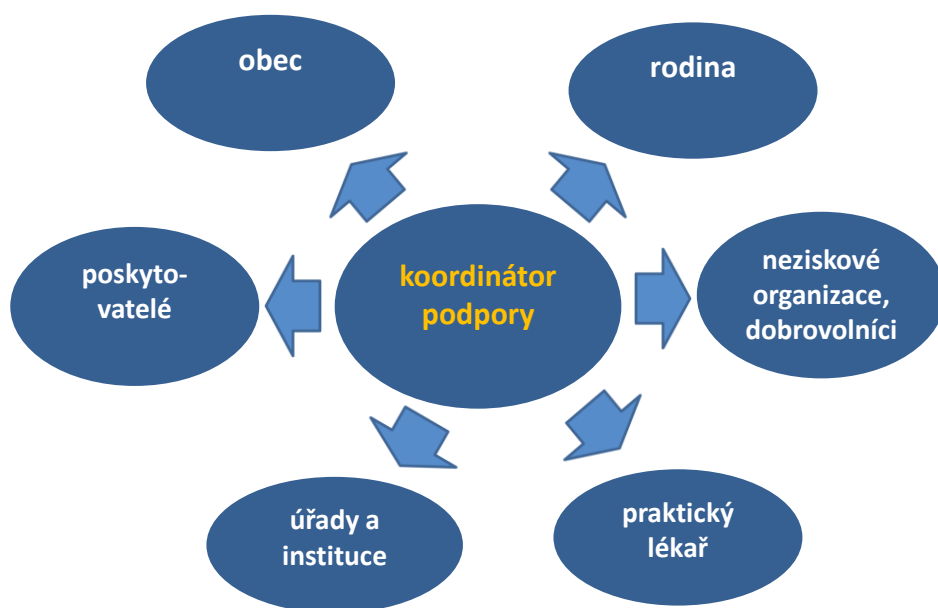 obec
rodina
poskyto-
vatelé
koordinátor
podpory
neziskové
organizace,
dobrovolníci
úřady a
instituce
praktický
lékař